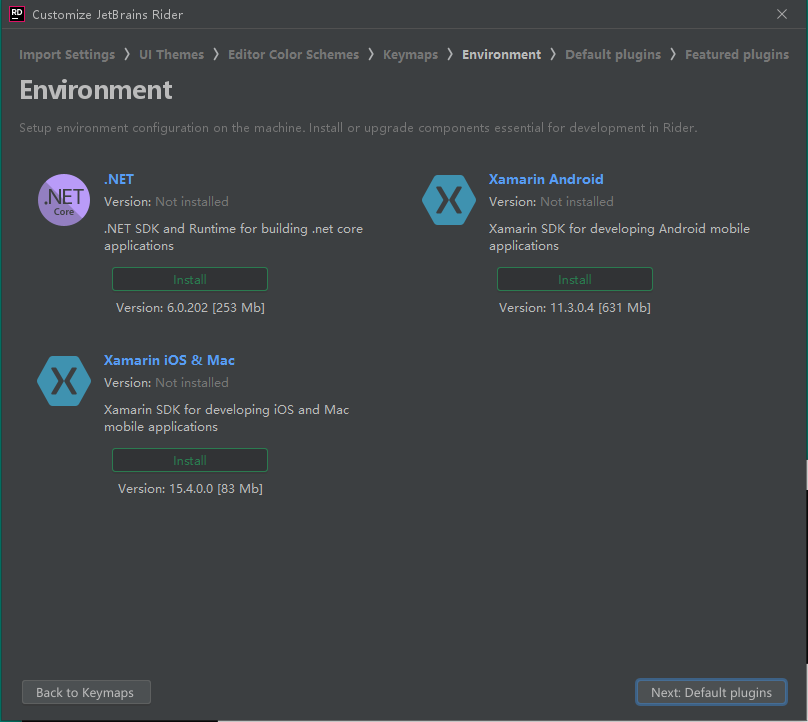 RD
Customize JetBrains Rider
Import Settings > UI Themes > Editor Color Schemes > Keymaps > Environment > Default plugins > Featured plugins
Environment
Setup environment configuration on the machine. Install or upgrade components essential for development in Rider.
.NET
Core
.NET
Version: Not installed
.NET SDK and Runtime for building .net core
applications
Install
Version: 6.0.202 [253 Mb]
Xamarin Android
Version: Not installed
Xamarin SDK for developing Android mobile
applications
Install
Version: 11.3.0.4 [631 Mb]
Xamarin iOS & Mac
Version: Not installed
Xamarin SDK for developing iOS and Mac
mobile applications
Install
Version: 15.4.0.0 [83 Mb]
Back to Keymaps
Next: Default plugins